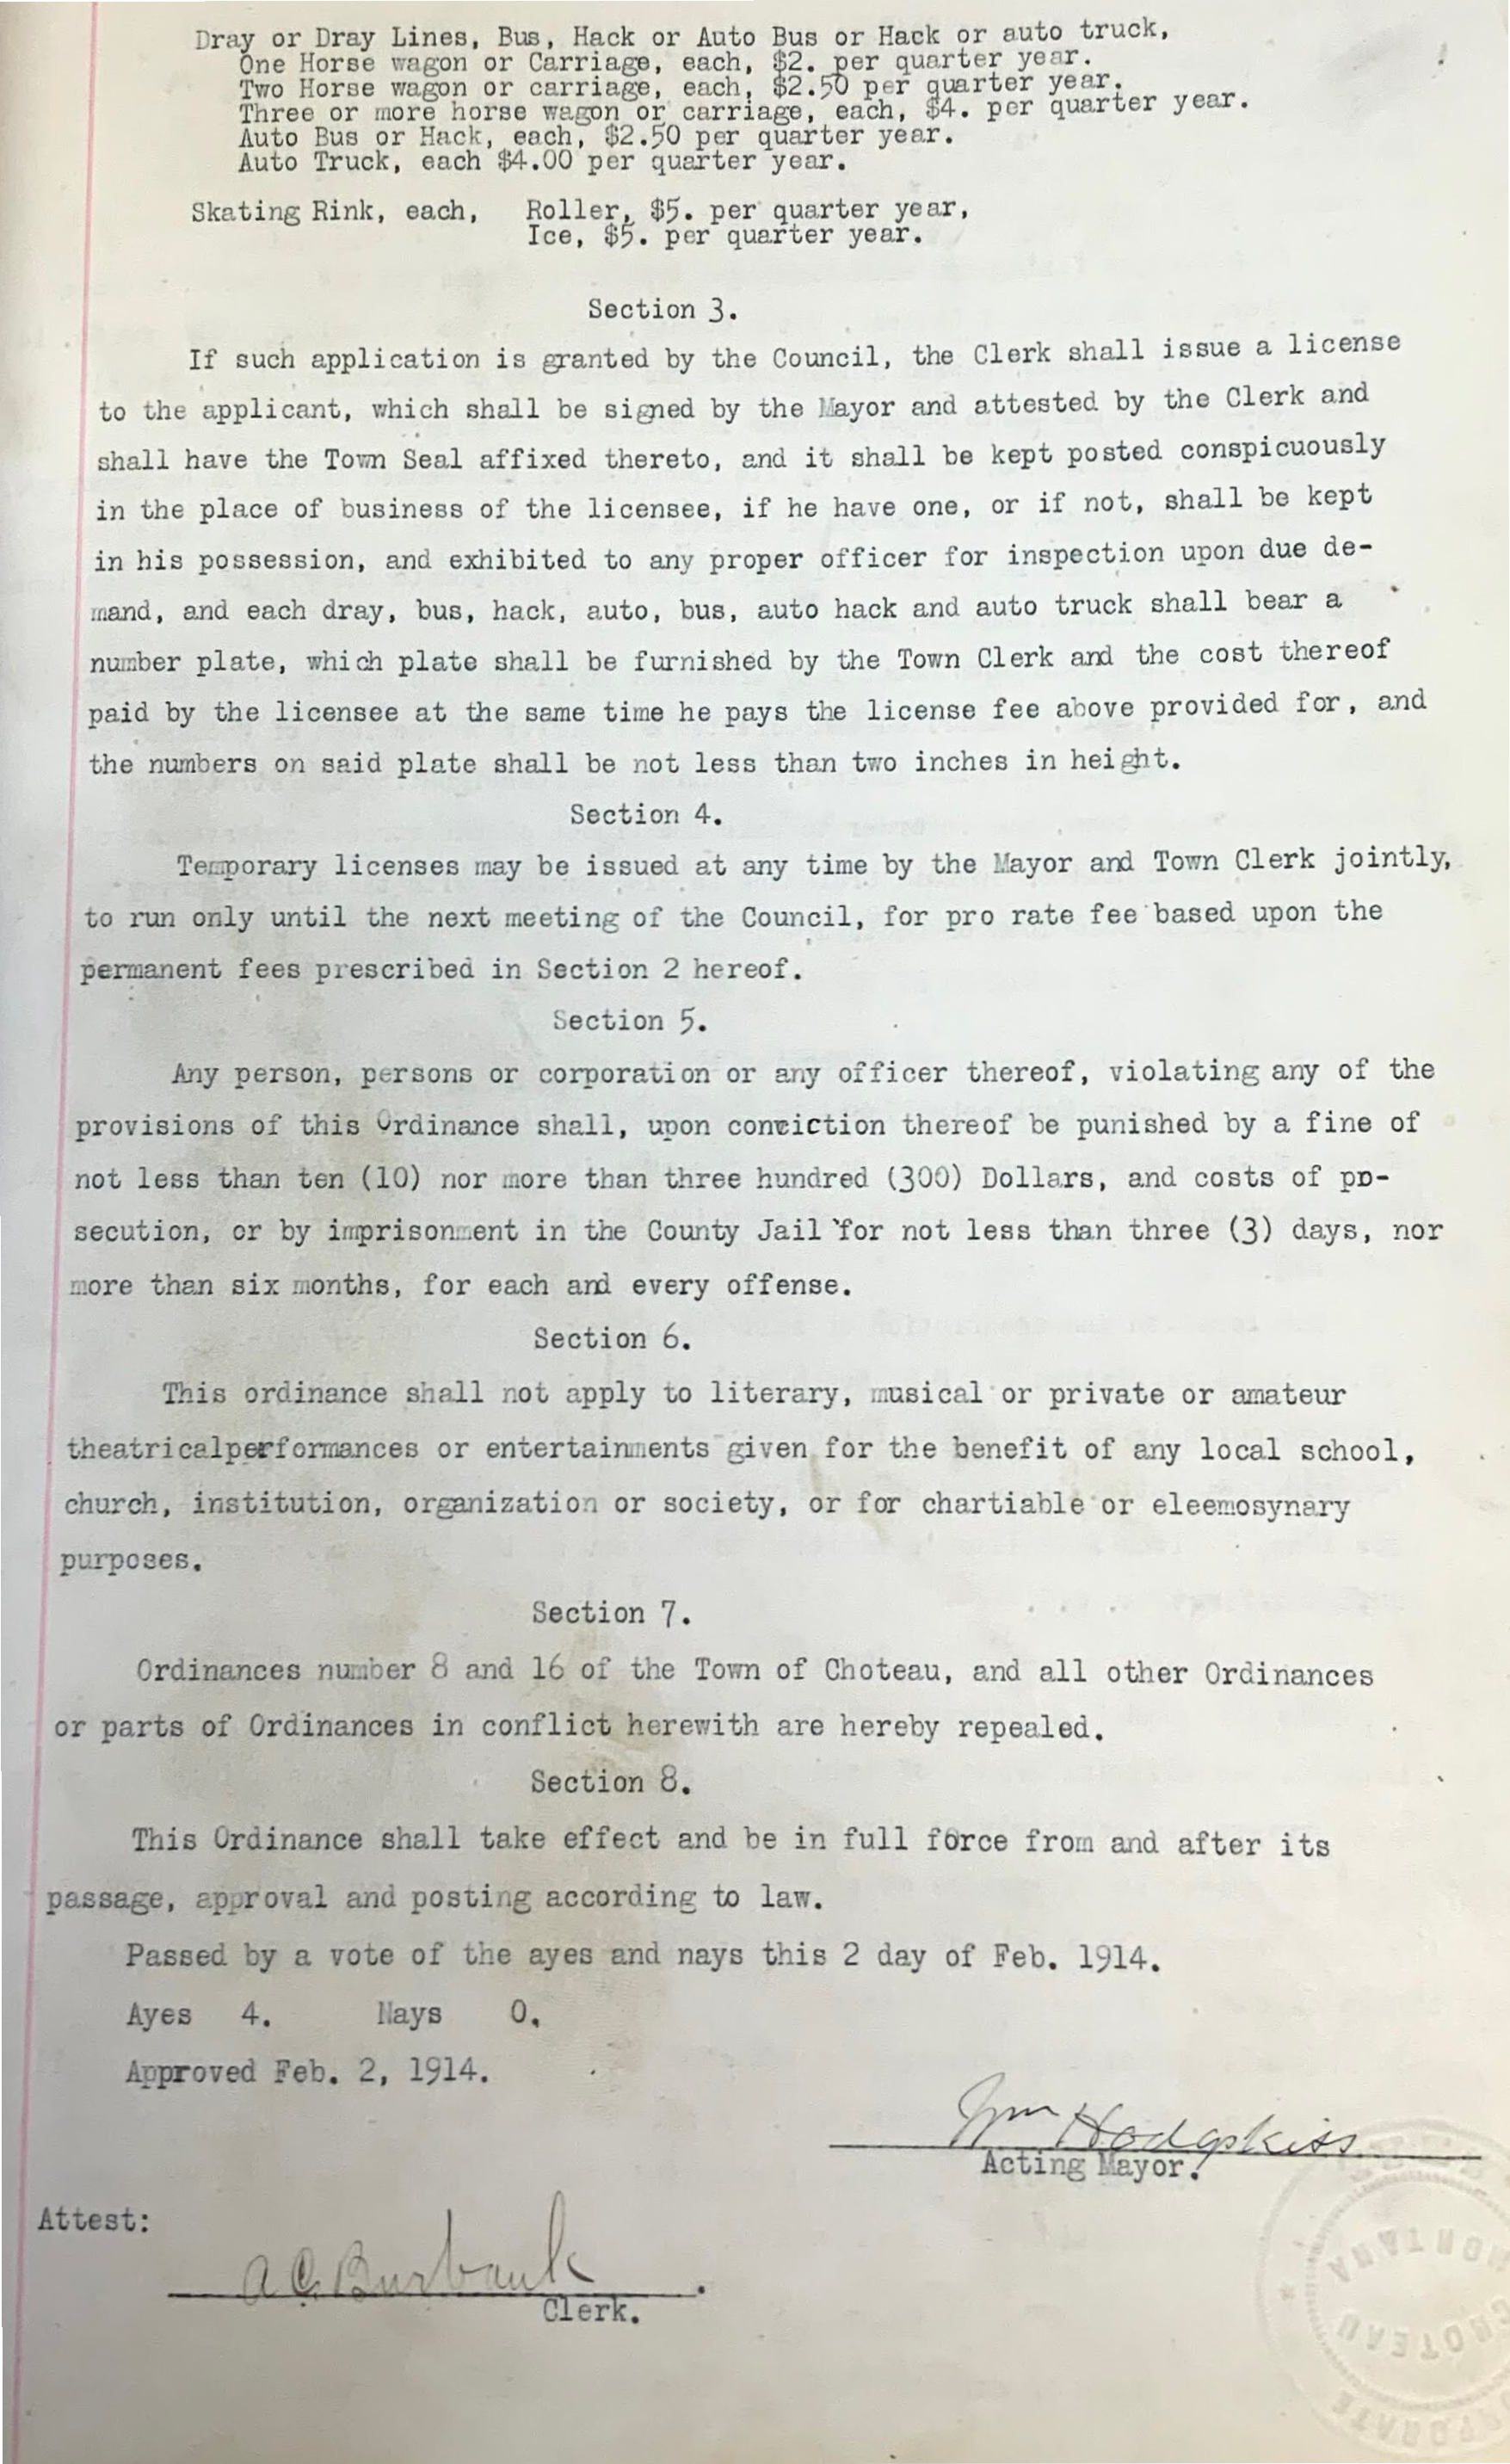 Dray or Dray Lines, Bus, Hack or Auto Bus or Hack or auto truck,
One Horse wagon or Carriage, each, $2. per quarter year.
Two Horse wagon or carriage, each, $2.50 per quarter year.
Three or more horse wagon or carriage, each, $4. per quarter year.
Auto Bus or Hack, each, $2.50 per quarter year.
Auto Truck, each $4.00 per quarter year.
Skating Rink, each, Roller, $5. per quarter year,
Ice, $5. per quarter year.
Section 3.
If such application is granted by the Council, the Clerk shall issue a license
to the applicant, which shall be signed by the Mayor and attested by the Clerk and
shall have the Town Seal affixed thereto, and it shall be kept posted conspicuously
in the place of business of the licensee, if he have one, or if not, shall be kept
in his possession, and exhibited to any proper officer for inspection upon due de-
mand, and each dray, bus, hack, auto, bus, auto hack and auto truck shall bear a
number plate, which plate shall be furnished by the Town Clerk and the cost thereof
paid by the licensee at the same time he pays the license fee above provided for, and
the numbers on said plate shall be not less than two inches in height.
Section 4.
Temporary licenses may be issued at any time by the Mayor and Town Clerk jointly,
to run only until the next meeting of the Council, for pro rate fee based upon the
permanent fees prescribed in Section 2 hereof.
Section 5.
Any person, persons or corporation or any officer thereof, violating any of the
provisions of this Ordinance shall, upon conviction thereof be punished by a fine of
not less than ten (10) nor more than three hundred (300) Dollars, and costs of pro-
secution, or by imprisonment in the County Jail for not less than three (3) days, nor
more than six months, for each and every offense.
Section 6.
This ordinance shall not apply to literary, musical or private or amateur
theatricalperformances or entertainments given for the benefit of any local school,
church, institution, organization or society, or for chartiable or eleemosynary
purposes.
Section 7.
Ordinances number 8 and 16 of the Town of Choteau, and all other Ordinances
or parts of Ordinances in conflict herewith are hereby repealed.
Section 8.
This Ordinance shall take effect and be in full force from and after its
passage, approval and posting according to law.
Passed by a vote of the ayes and nays this 2 day of Feb. 1914.
Ayes 4. Nays 0.
Approved Feb. 2, 1914.
Wm Hodgskiss
Acting Mayor.
Attest:
A.C. Burbank
Clerk.
MONTANA
CHOTEAU